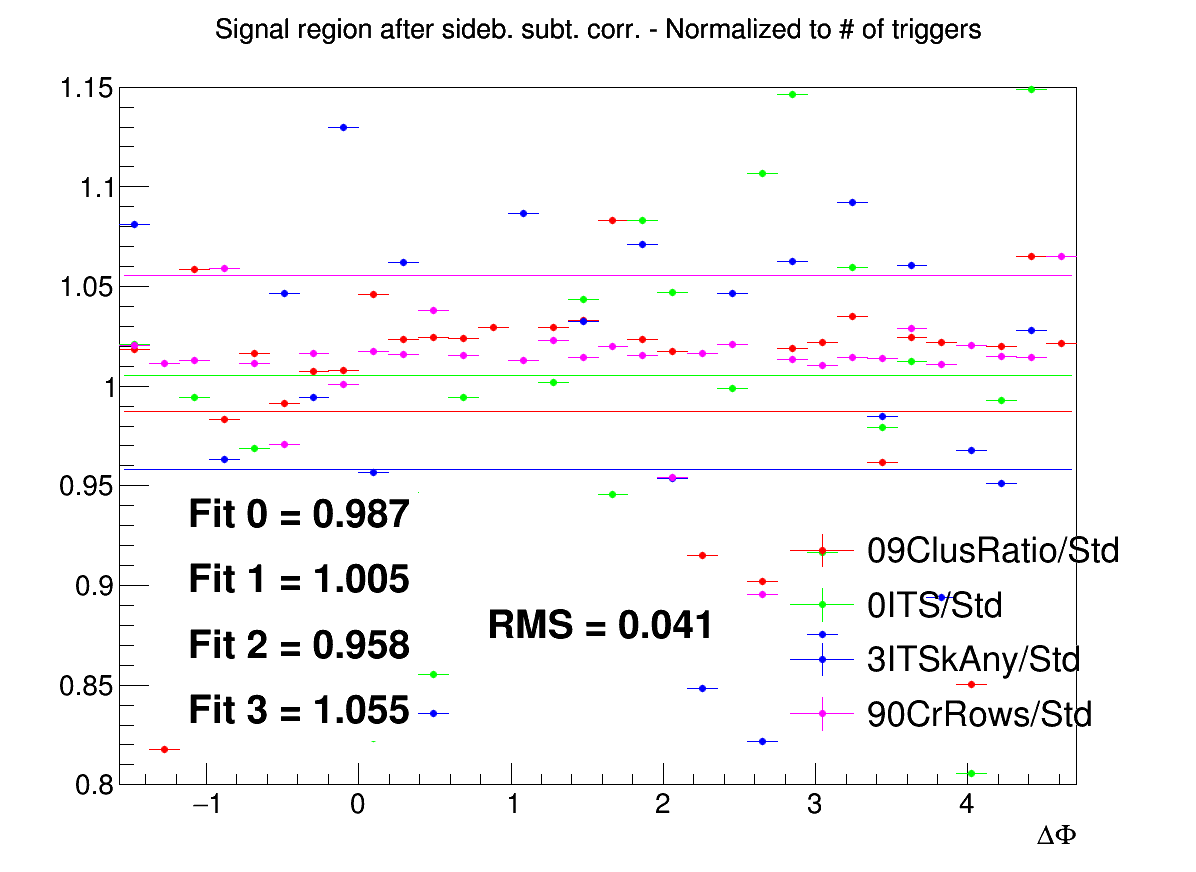 Signal region after sideb. subt. corr. - Normalized to # of triggers
1.15
1.1
1.05
1
0.95
0.9
0.85
0.8
Fit 0 = 0.987
Fit 1 = 1.005
Fit 2 = 0.958
Fit 3 = 1.055
RMS = 0.041
09ClusRatio/Std
0ITS/Std
3ITSkAny/Std
90CrRows/Std
−1 0 1 2 3 4
ΔΦ